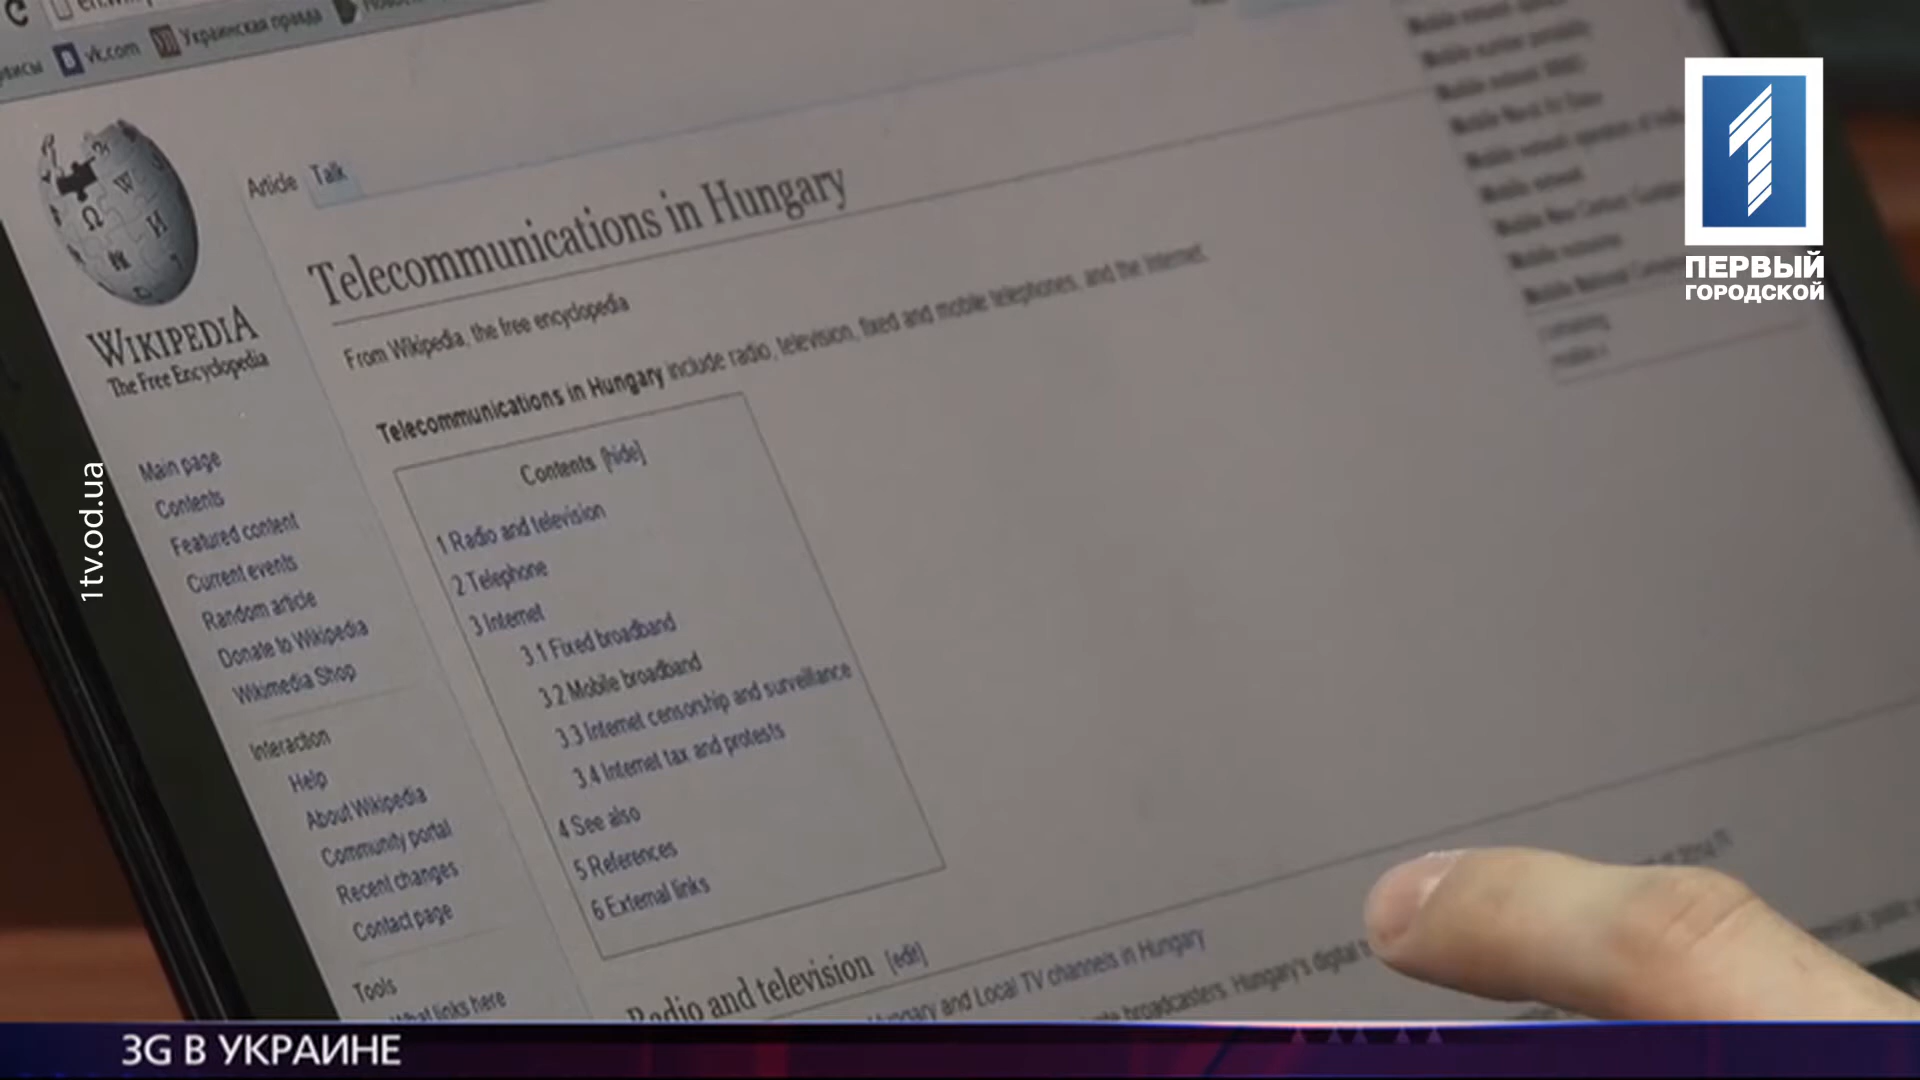 vk.com Украинская правда
Article Talk
Telecommunications in Hungary
From Wikipedia, the free encyclopedia
Telecommunications in Hungary include radio, television, fixed and mobile telephones, and the Internet.
Contents [hide]
1 Radio and television
2 Telephone
3 Internet
3.1 Fixed broadband
3.2 Mobile broadband
3.3 Internet censorship and surveillance
3.4 Internet tax and protests
4 See also
5 References
6 External links
Radio and television [edit]
and Local TV channels in Hungary
broadcasters. Hungary's digital
WIKIPEDIA
The Free Encyclopedia
Main page
Contents
Featured content
Current events
Random article
Donate to Wikipedia
Wikimedia Shop
Interaction
Help
About Wikipedia
Community portal
Recent changes
Contact page
Tools
What links here
1
ПЕРВЫЙ
ГОРОДСКОЙ
1tv.od.ua
3G В УКРАИНЕ